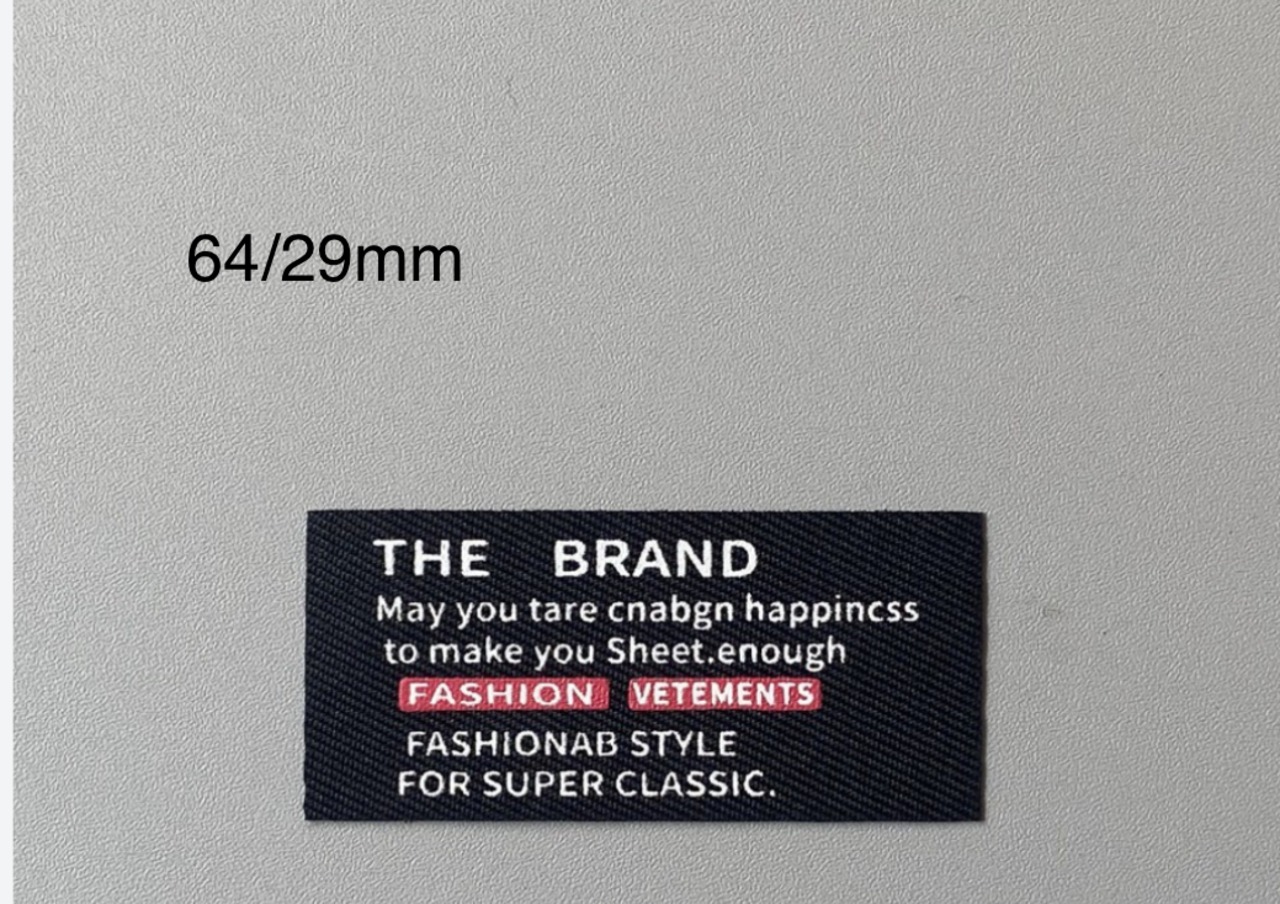 64/29mm
THE BRAND
May you tare cnabgn happincss
to make you Sheet.enough
FASHION VETEMENTS
FASHIONAB STYLE
FOR SUPER CLASSIC.